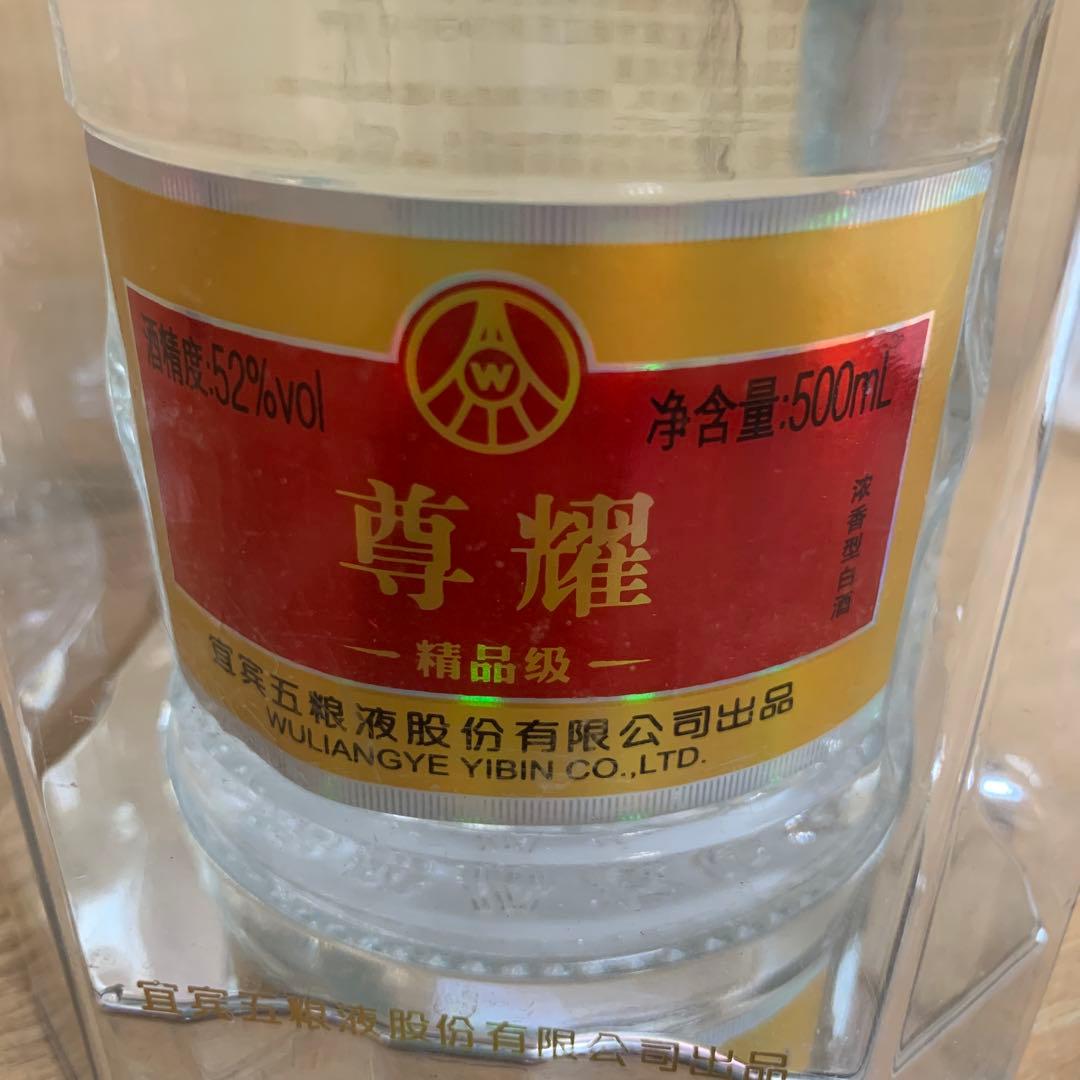 酒精度:52%vol
W
净含量:500mL
尊耀
精品级
浓香型白酒
宜宾五粮液股份有限公司出品
WULIANGYE YIBIN CO.,LTD.
宜宾五粮液股份有限公司出品